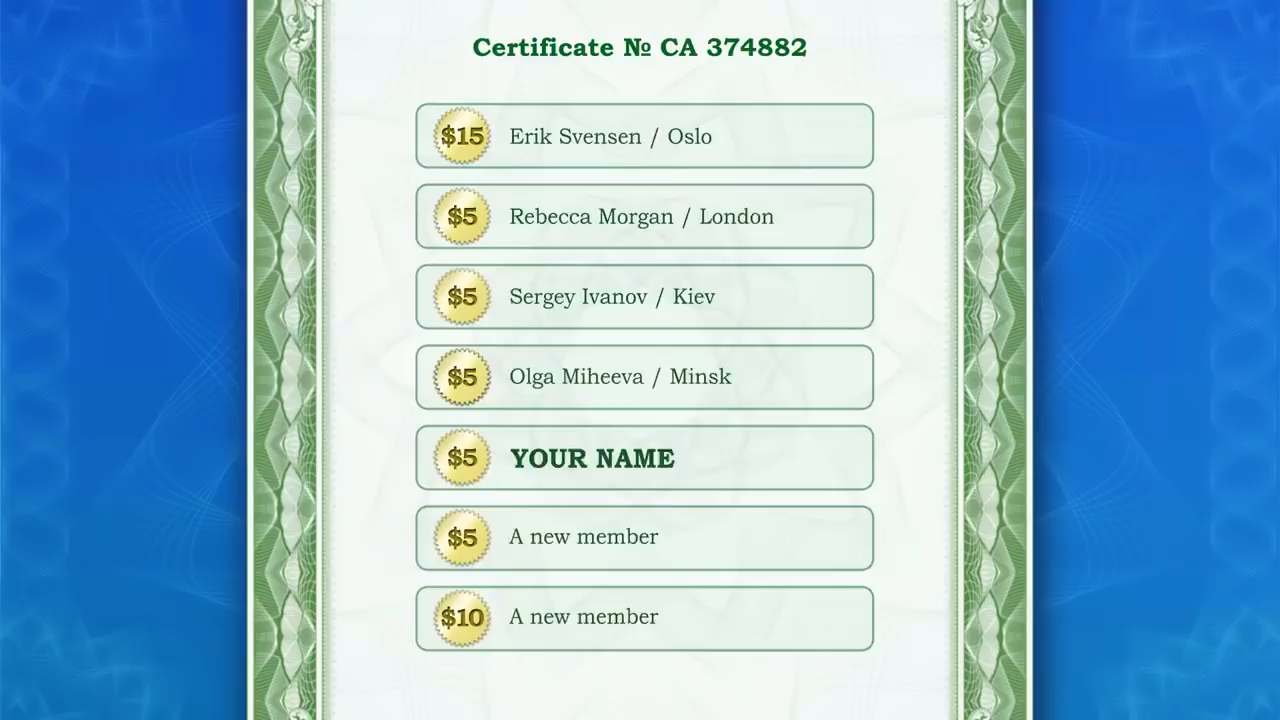 Certificate № CA 374882
$15 Erik Svensen / Oslo
$5 Rebecca Morgan / London
$5 Sergey Ivanov / Kiev
$5 Olga Miheeva / Minsk
$5 YOUR NAME
$5 A new member
$10 A new member